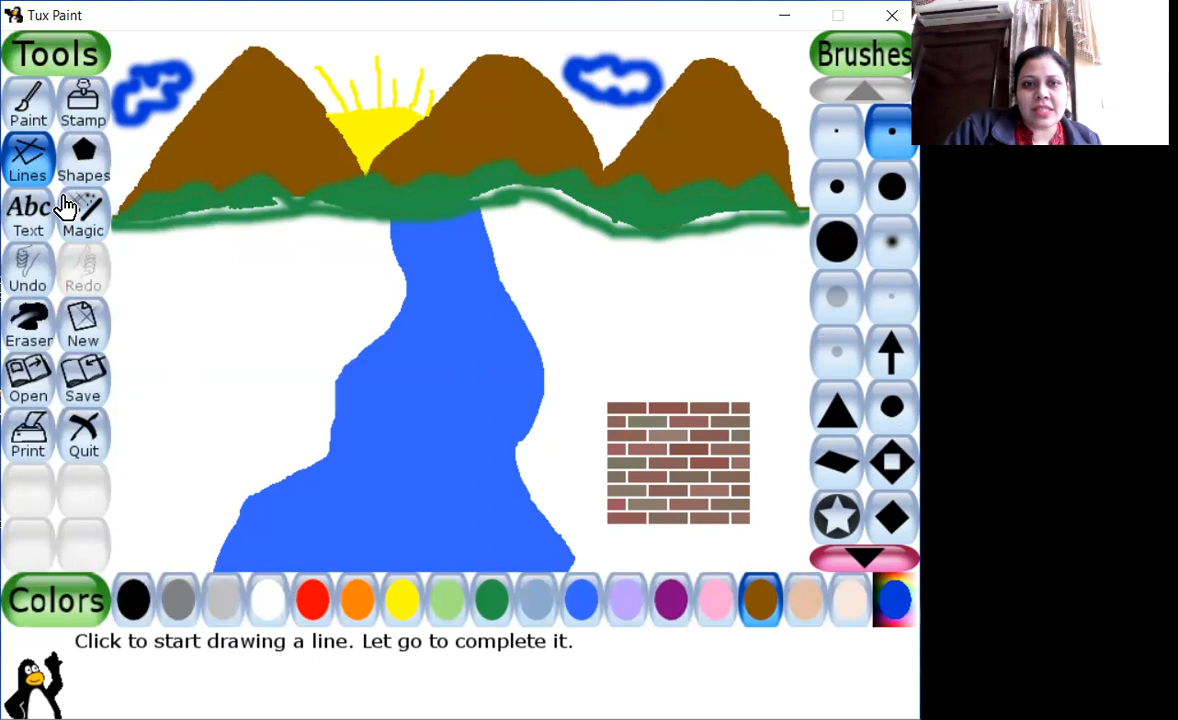 Tux Paint
Tools
Brushes
Paint
Stamp
Lines
Shapes
Abc
Text
Magic
Undo
Redo
Eraser
New
Open
Save
Print
Quit
Colors
Click to start drawing a line. Let go to complete it.